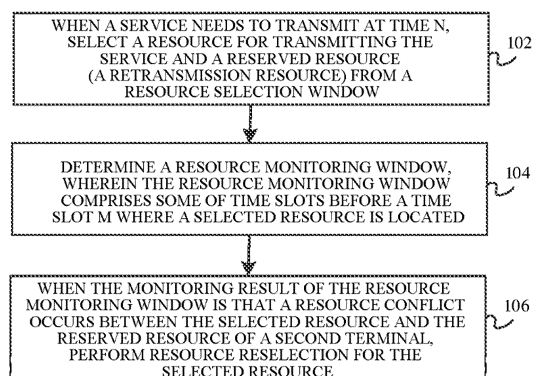 WHEN A SERVICE NEEDS TO TRANSMIT AT TIME N,
SELECT A RESOURCE FOR TRANSMITTING THE
SERVICE AND A RESERVED RESOURCE
(A RETRANSMISSION RESOURCE) FROM A
RESOURCE SELECTION WINDOW
102
DETERMINE A RESOURCE MONITORING WINDOW,
WHEREIN THE RESOURCE MONITORING WINDOW
COMPRISES SOME OF TIME SLOTS BEFORE A TIME
SLOT M WHERE A SELECTED RESOURCE IS LOCATED
104
WHEN THE MONITORING RESULT OF THE RESOURCE
MONITORING WINDOW IS THAT A RESOURCE CONFLICT
OCCURS BETWEEN THE SELECTED RESOURCE AND THE
RESERVED RESOURCE OF A SECOND TERMINAL,
PERFORM RESOURCE RESELECTION FOR THE
SELECTED RESOURCE
106